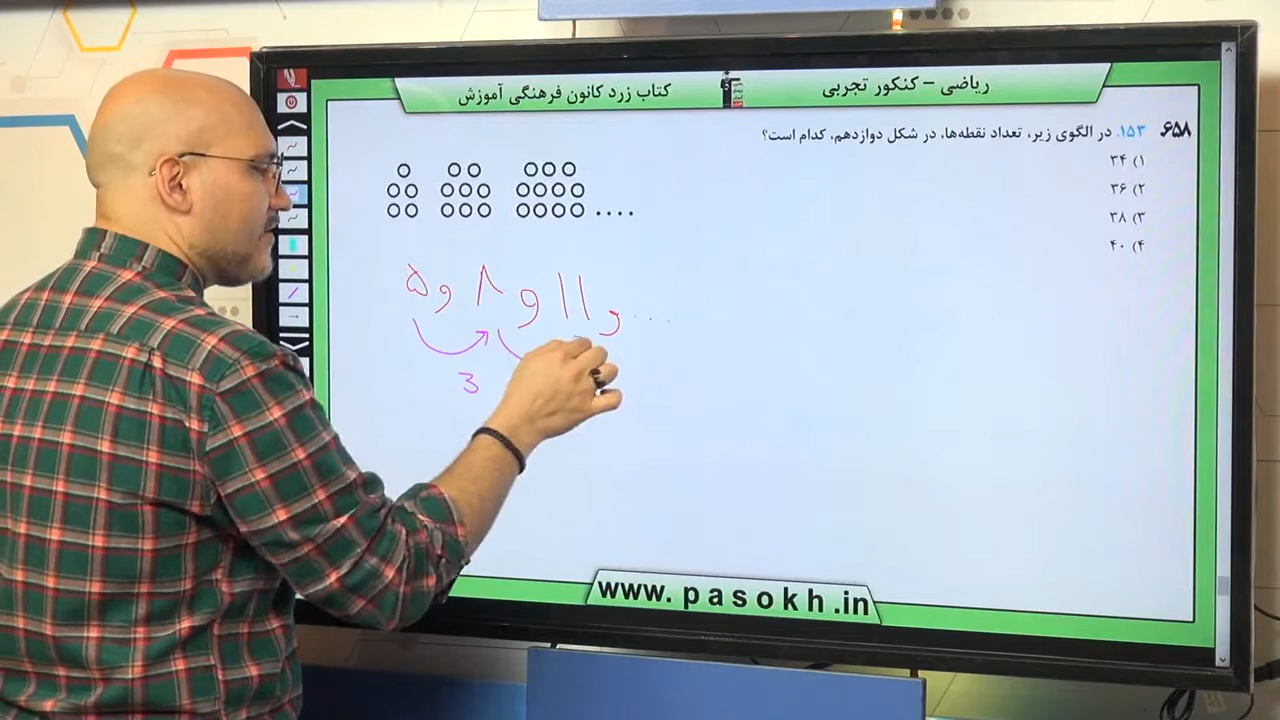 ریاضی – کنکور تجربی
کتاب زرد کانون فرهنگی آموزش
۶۵۸ ۱۵۳. در الگوی زیر، تعداد نقطه‌ها، در شکل دوازدهم، کدام است؟
۱) ۳۴
۲) ۳۶
۳) ۳۸
۴) ۴۰
....
۵ و ۸ و ۱۱ و ...
3
www.pasokh.in